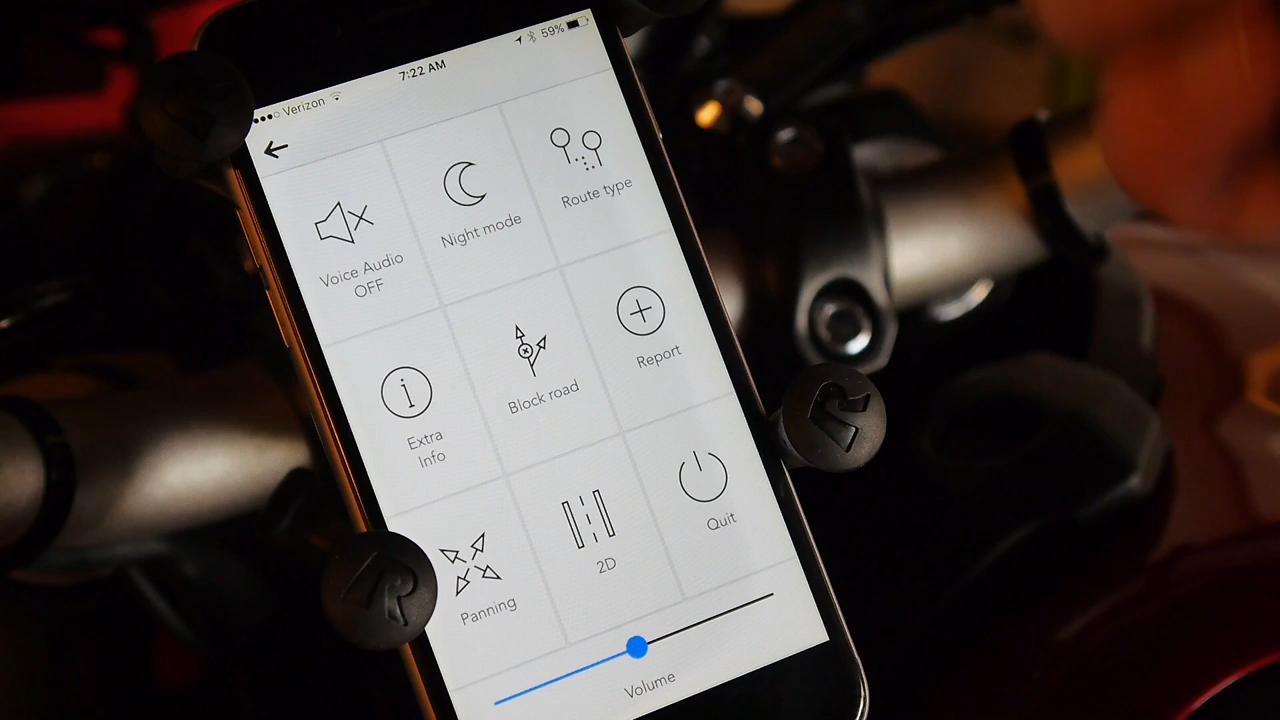 Verizon
7:22 AM
59%
Voice Audio
OFF
Night mode
Route type
Extra
Info
Block road
Report
Panning
2D
Quit
Volume
R
R